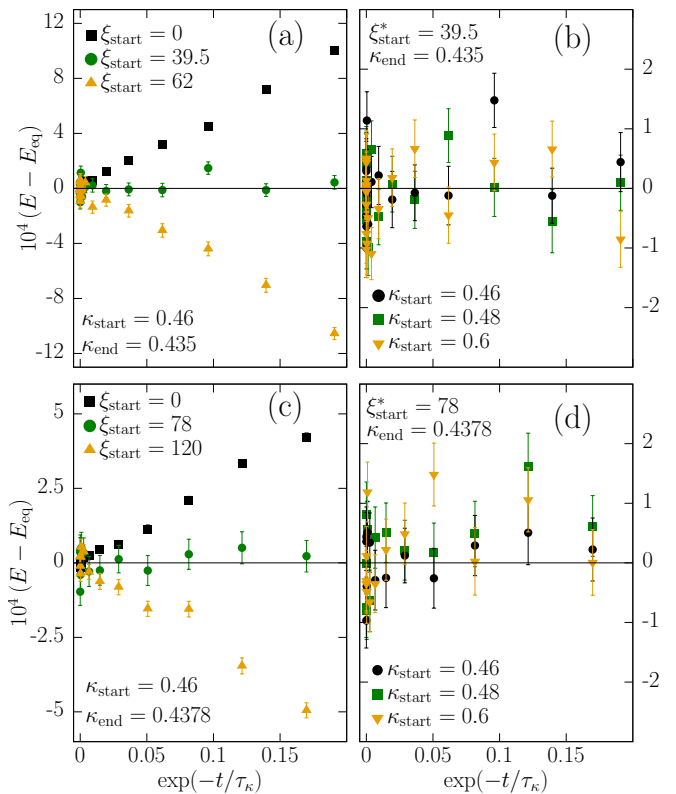 (a)
ξ_start = 0
ξ_start = 39.5
ξ_start = 62
12
8
4
0
-4
-8
-12
10^4 (E − E_eq)
κ_start = 0.46
κ_end = 0.435
(b)
ξ*_start = 39.5
κ_end = 0.435
2
1
0
-1
-2
κ_start = 0.46
κ_start = 0.48
κ_start = 0.6
(c)
ξ_start = 0
ξ_start = 78
ξ_start = 120
5
2.5
0
-2.5
-5
10^4 (E − E_eq)
κ_start = 0.46
κ_end = 0.4378
0 0.05 0.1 0.15
exp(−t/τ_κ)
(d)
ξ*_start = 78
κ_end = 0.4378
2
1
0
-1
-2
κ_start = 0.46
κ_start = 0.48
κ_start = 0.6
0 0.05 0.1 0.15
exp(−t/τ_κ)